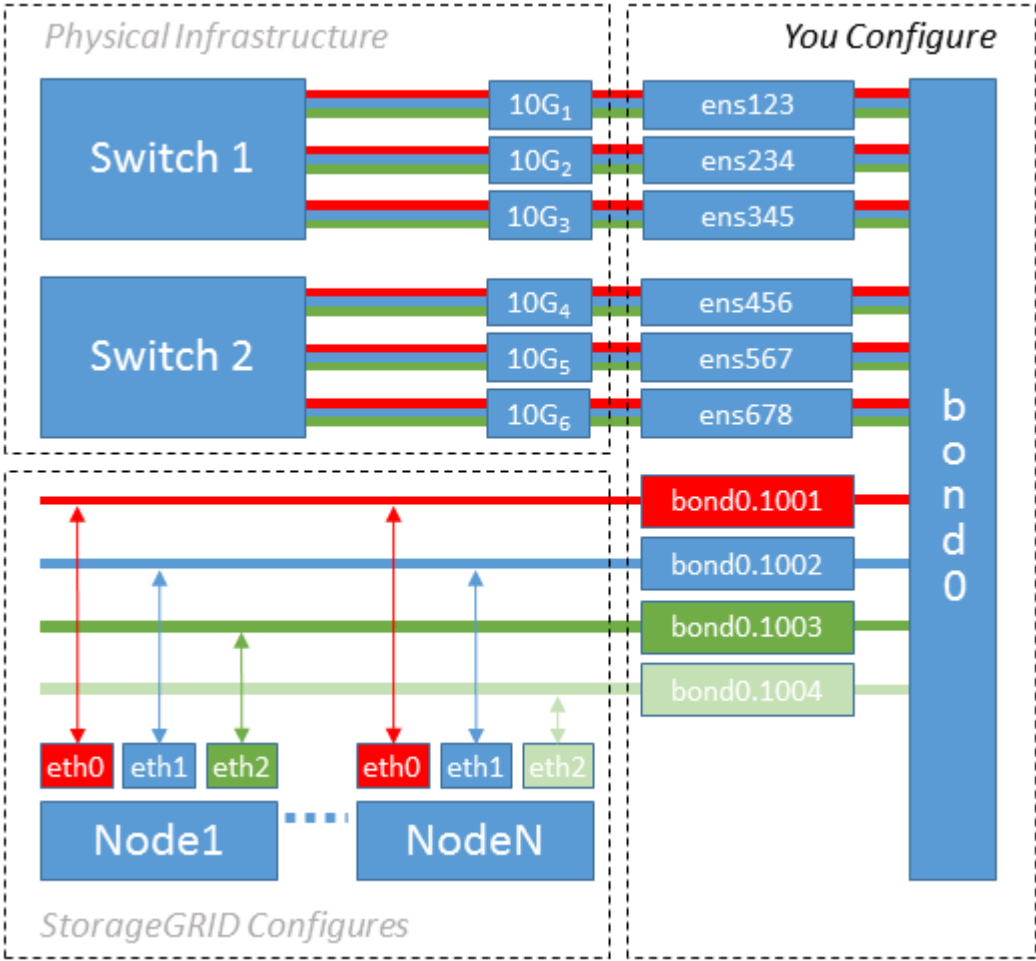 Physical Infrastructure
You Configure
Switch 1
10G1
ens123
10G2
ens234
10G3
ens345
Switch 2
10G4
ens456
10G5
ens567
10G6
ens678
bond0
bond0.1001
bond0.1002
bond0.1003
bond0.1004
eth0 eth1 eth2
eth0 eth1 eth2
Node1
NodeN
StorageGRID Configures